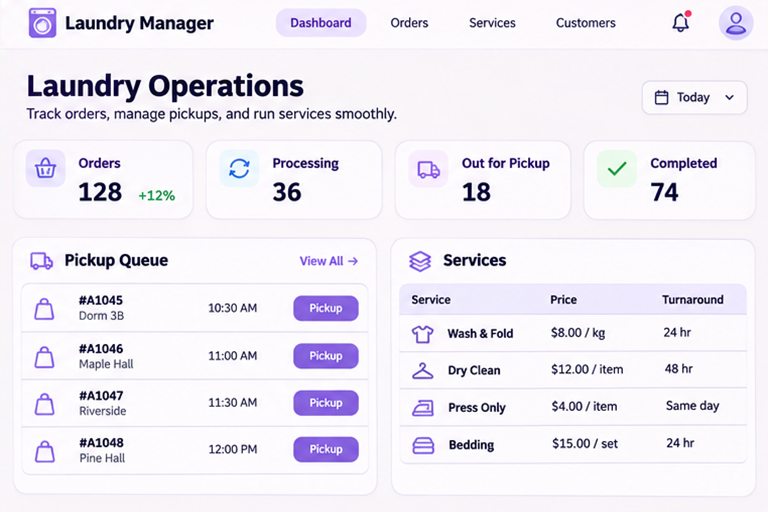 Laundry Manager
Dashboard
Orders
Services
Customers
Laundry Operations
Track orders, manage pickups, and run services smoothly.
Today
Orders
128 +12%
Processing
36
Out for Pickup
18
Completed
74
Pickup Queue
View All →
#A1045
Dorm 3B
10:30 AM
Pickup
#A1046
Maple Hall
11:00 AM
Pickup
#A1047
Riverside
11:30 AM
Pickup
#A1048
Pine Hall
12:00 PM
Pickup
Services
Service Price Turnaround
Wash & Fold $8.00 / kg 24 hr
Dry Clean $12.00 / item 48 hr
Press Only $4.00 / item Same day
Bedding $15.00 / set 24 hr